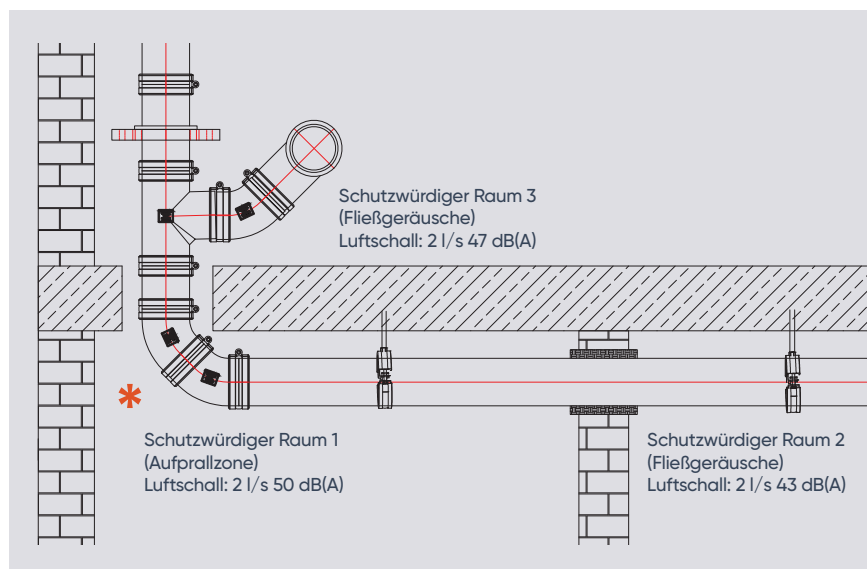 Schutzwürdiger Raum 3
(Fließgeräusche)
Luftschall: 2 l/s 47 dB(A)
Schutzwürdiger Raum 1
(Aufprallzone)
Luftschall: 2 l/s 50 dB(A)
Schutzwürdiger Raum 2
(Fließgeräusche)
Luftschall: 2 l/s 43 dB(A)